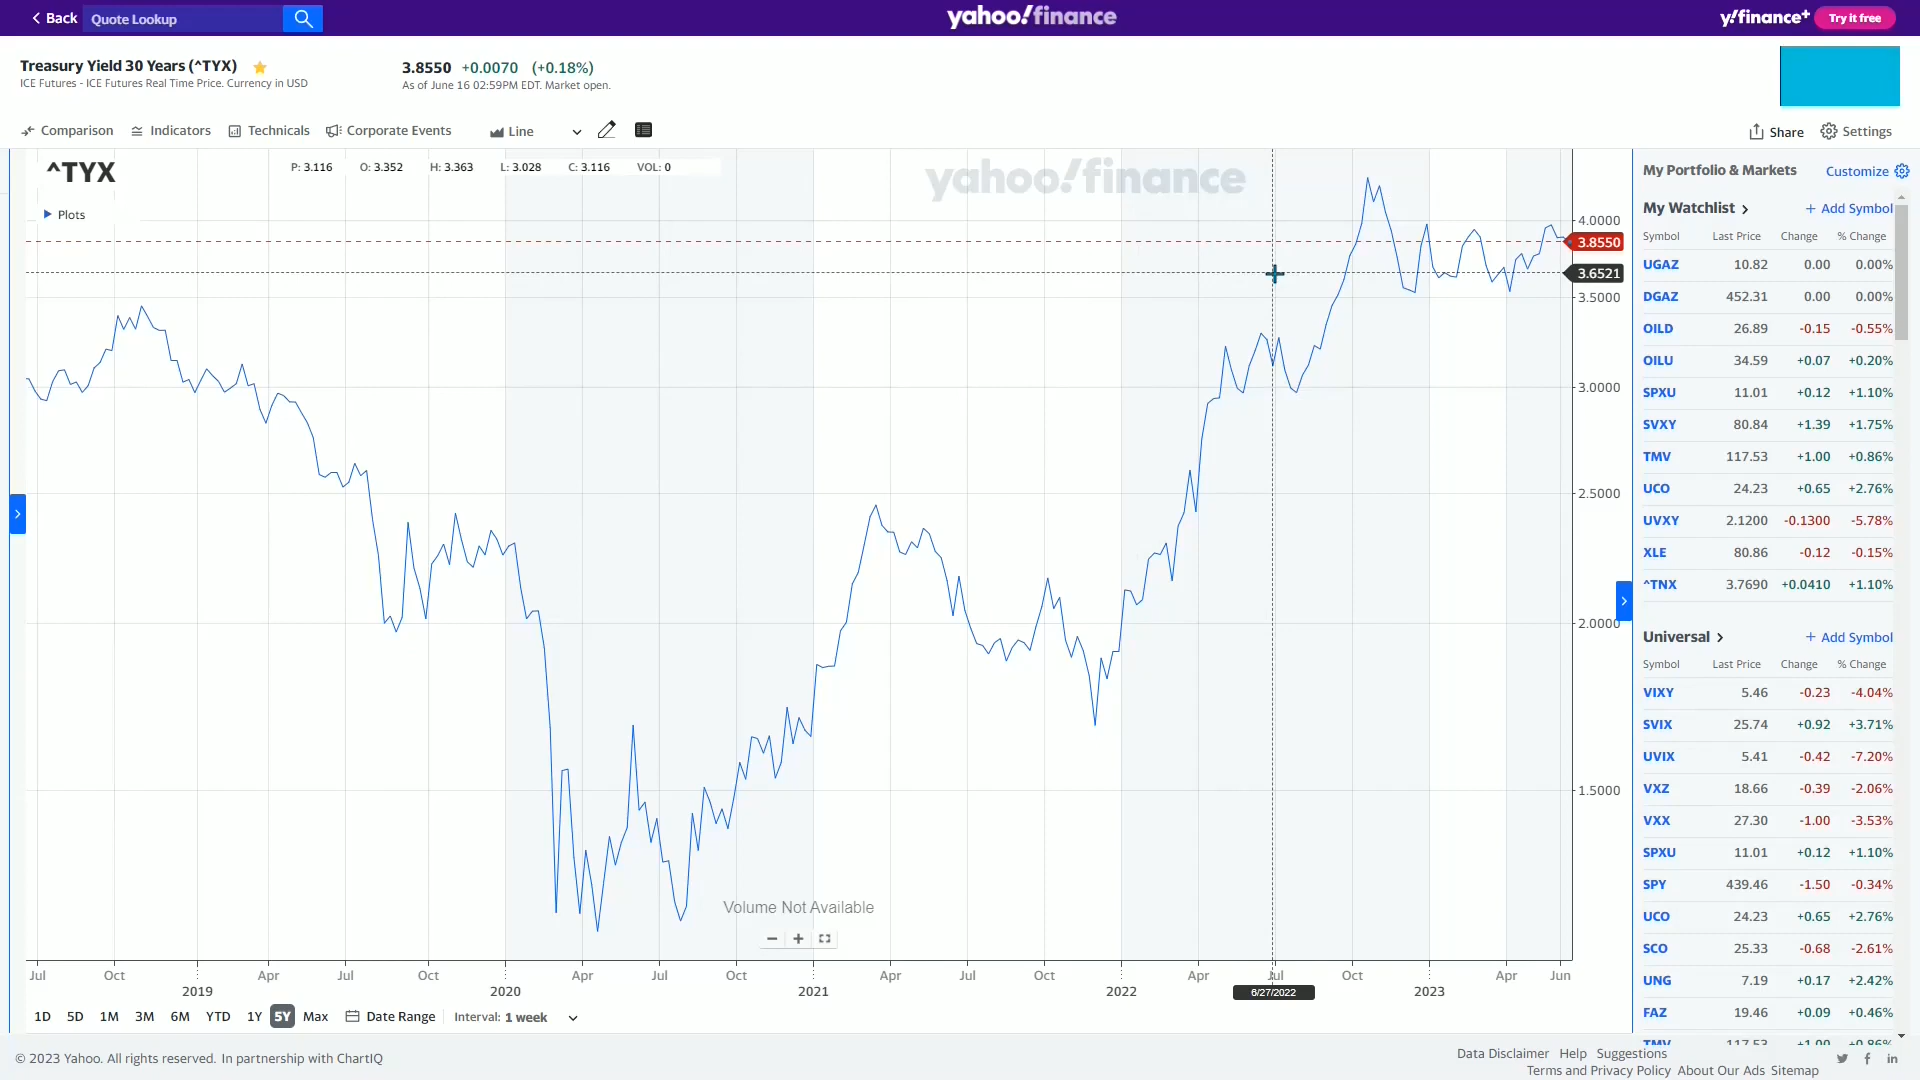 Back
Quote Lookup
yahoo!finance
y!finance+
Try it free
Treasury Yield 30 Years (^TYX)
ICE Futures - ICE Futures Real Time Price. Currency in USD
3.8550 +0.0070 (+0.18%)
As of June 16 02:59PM EDT. Market open.
Comparison
Indicators
Technicals
Corporate Events
Line
Share
Settings
^TYX
P: 3.116 O: 3.352 H: 3.363 L: 3.028 C: 3.116 VOL: 0
Plots
yahoo!finance
4.0000
3.8550
3.6521
3.5000
3.0000
2.5000
2.0000
1.5000
Volume Not Available
Jul Oct Apr Jul Oct Apr Jul Oct Apr Jul Oct Apr Jul Oct Apr Jun
2019 2020 2021 2022 6/27/2022 2023
1D 5D 1M 3M 6M YTD 1Y 5Y Max Date Range Interval: 1 week
My Portfolio & Markets
Customize
My Watchlist
+ Add Symbol
Symbol Last Price Change % Change
UGAZ 10.82 0.00 0.00%
DGAZ 452.31 0.00 0.00%
OILD 26.89 -0.15 -0.55%
OILU 34.59 +0.07 +0.20%
SPXU 11.01 +0.12 +1.10%
SVXY 80.84 +1.39 +1.75%
TMV 117.53 +1.00 +0.86%
UCO 24.23 +0.65 +2.76%
UVXY 2.1200 -0.1300 -5.78%
XLE 80.86 -0.12 -0.15%
^TNX 3.7690 +0.0410 +1.10%
Universal
+ Add Symbol
Symbol Last Price Change % Change
VIXY 5.46 -0.23 -4.04%
SVIX 25.74 +0.92 +3.71%
UVIX 5.41 -0.42 -7.20%
VXZ 18.66 -0.39 -2.06%
VXX 27.30 -1.00 -3.53%
SPXU 11.01 +0.12 +1.10%
SPY 439.46 -1.50 -0.34%
UCO 24.23 +0.65 +2.76%
SCO 25.33 -0.68 -2.61%
UNG 7.19 +0.17 +2.42%
FAZ 19.46 +0.09 +0.46%
TMV 117.53 +1.00 +0.86%
© 2023 Yahoo. All rights reserved. In partnership with ChartIQ
Data Disclaimer Help Suggestions
Terms and Privacy Policy About Our Ads Sitemap